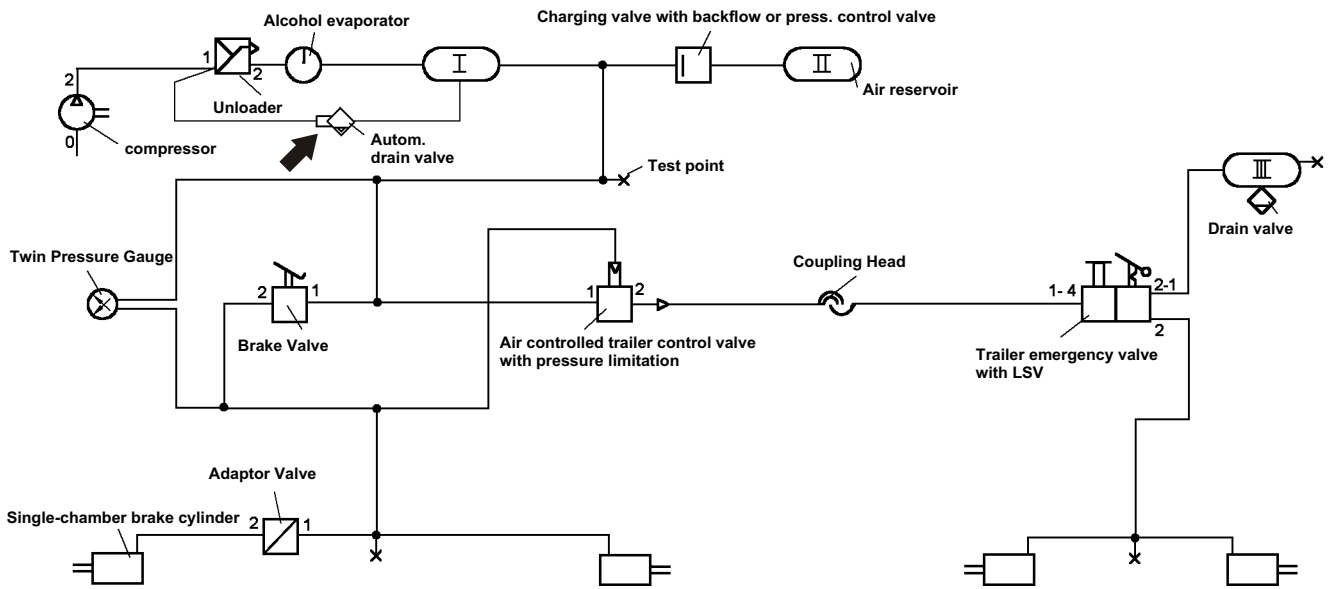 Alcohol evaporator
Charging valve with backflow or press. control valve
1
2
I
II
2
Unloader
Air reservoir
0
compressor
Autom.
drain valve
Test point
III
Drain valve
Twin Pressure Gauge
2
1
Brake Valve
1
2
Air controlled trailer control valve
with pressure limitation
Coupling Head
1- 4
2-1
2
Trailer emergency valve
with LSV
Adaptor Valve
Single-chamber brake cylinder
2
1